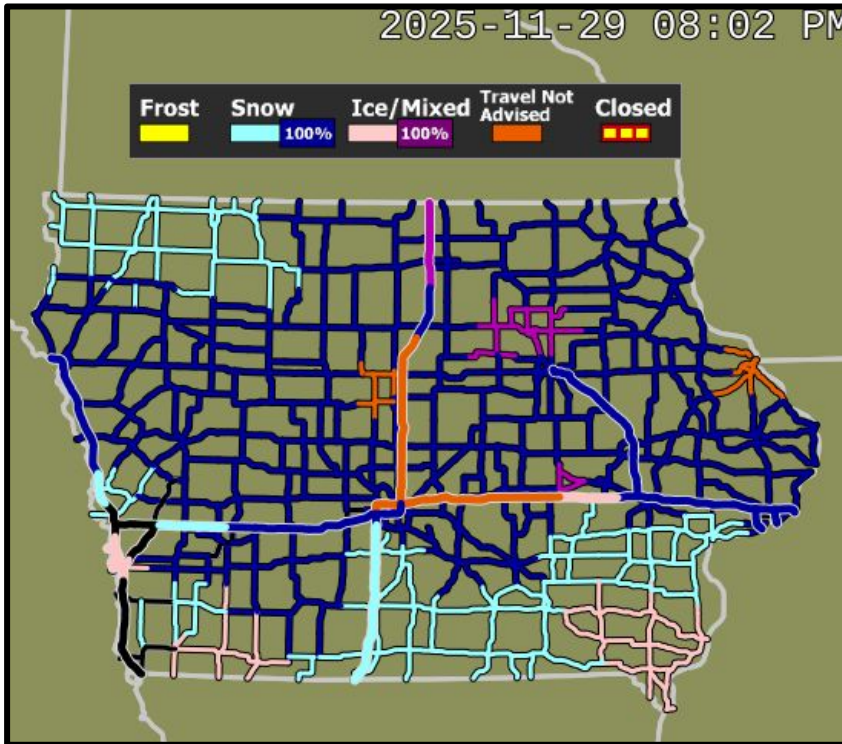 2025-11-29 08:02 PM
Frost Snow Ice/Mixed Travel Not Advised Closed
100% 100%